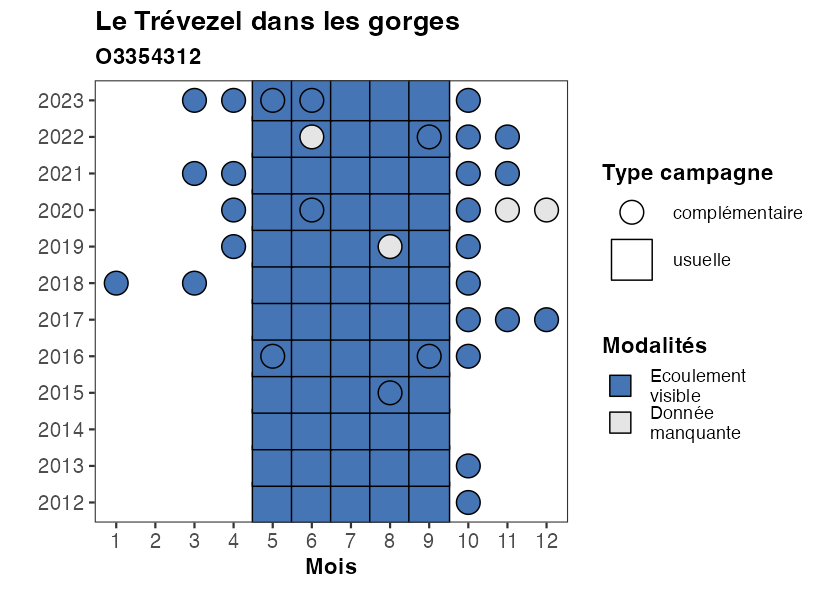 Le Trévezel dans les gorges
O3354312
2023
2022
2021
2020
2019
2018
2017
2016
2015
2014
2013
2012
1 2 3 4 5 6 7 8 9 10 11 12
Mois
Type campagne
complémentaire
usuelle
Modalités
Ecoulement
visible
Donnée
manquante